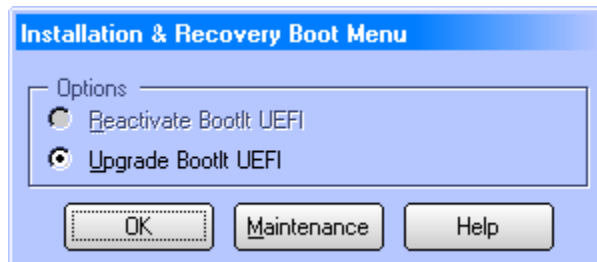 Installation & Recovery Boot Menu
Options
Reactivate BootIt UEFI
Upgrade BootIt UEFI
OK Maintenance Help